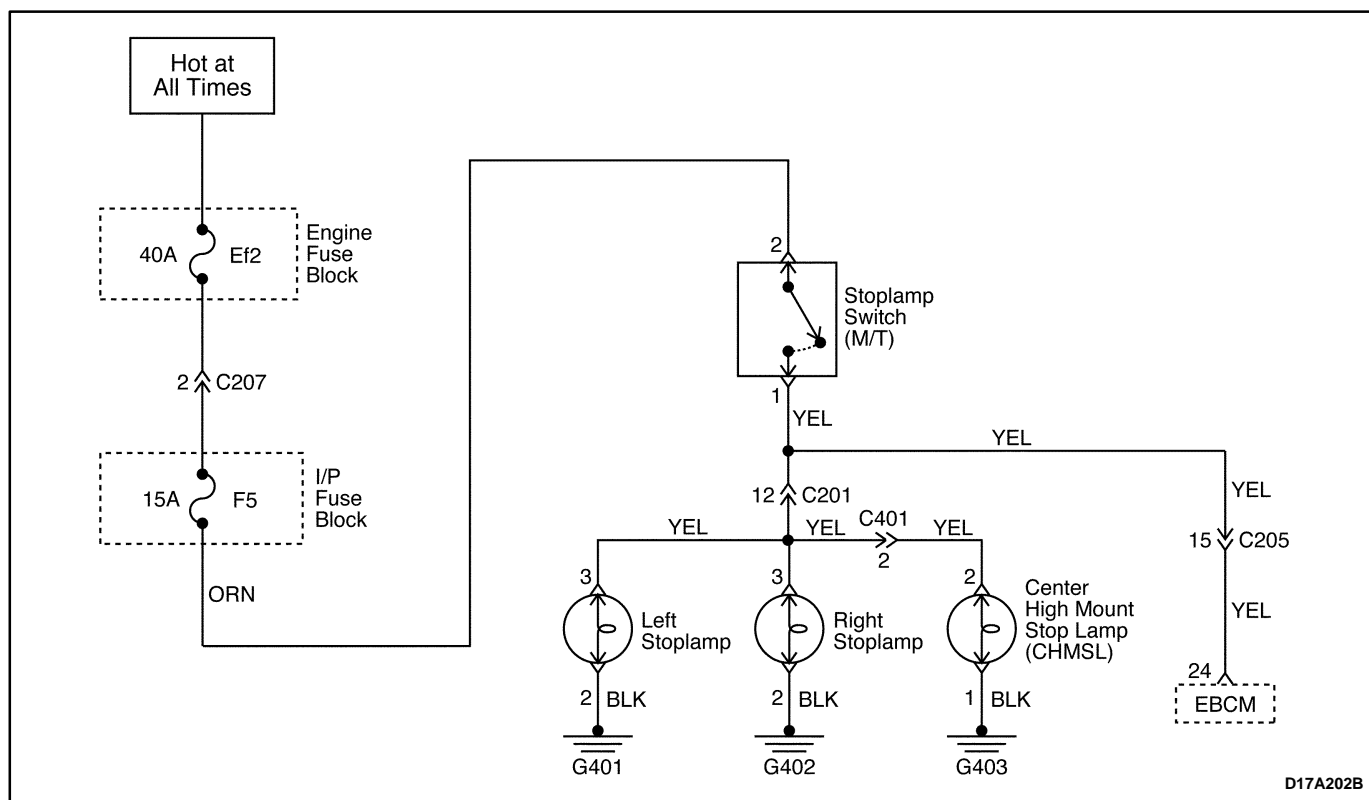 Hot at
All Times
40A
Ef2
Engine
Fuse
Block
2
C207
15A
F5
I/P
Fuse
Block
ORN
2
Stoplamp
Switch
(M/T)
1
YEL
YEL
YEL
12
C201
15
C205
YEL
YEL
C401
2
YEL
YEL
3
Left
Stoplamp
2
BLK
G401
3
Right
Stoplamp
2
BLK
G402
2
Center
High Mount
Stop Lamp
(CHMSL)
1
BLK
G403
24
EBCM
D17A202B